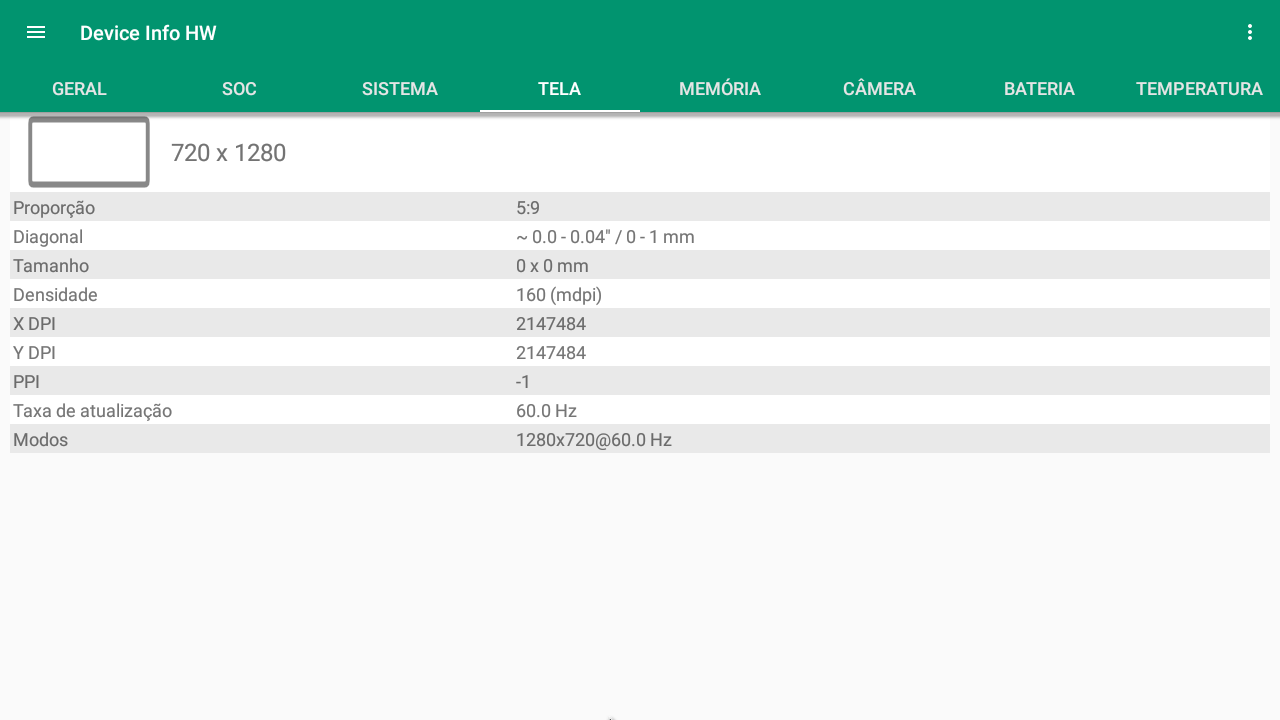 Device Info HW
GERAL SOC SISTEMA TELA MEMÓRIA CÂMERA BATERIA TEMPERATURA
720 x 1280
Proporção 5:9
Diagonal ~ 0.0 - 0.04" / 0 - 1 mm
Tamanho 0 x 0 mm
Densidade 160 (mdpi)
X DPI 2147484
Y DPI 2147484
PPI -1
Taxa de atualização 60.0 Hz
Modos 1280x720@60.0 Hz